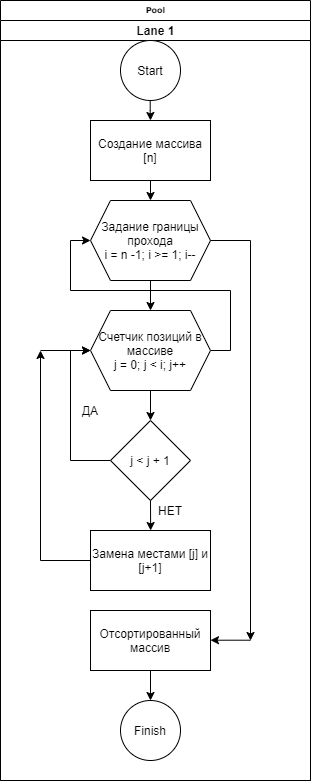 Pool
Lane 1
Start
Создание массива
[n]
Задание границы
прохода
i = n -1; i >= 1; i--
Счетчик позиций в
массиве
j = 0; j < i; j++
ДА
j < j + 1
НЕТ
Замена местами [j] и
[j+1]
Отсортированный
массив
Finish